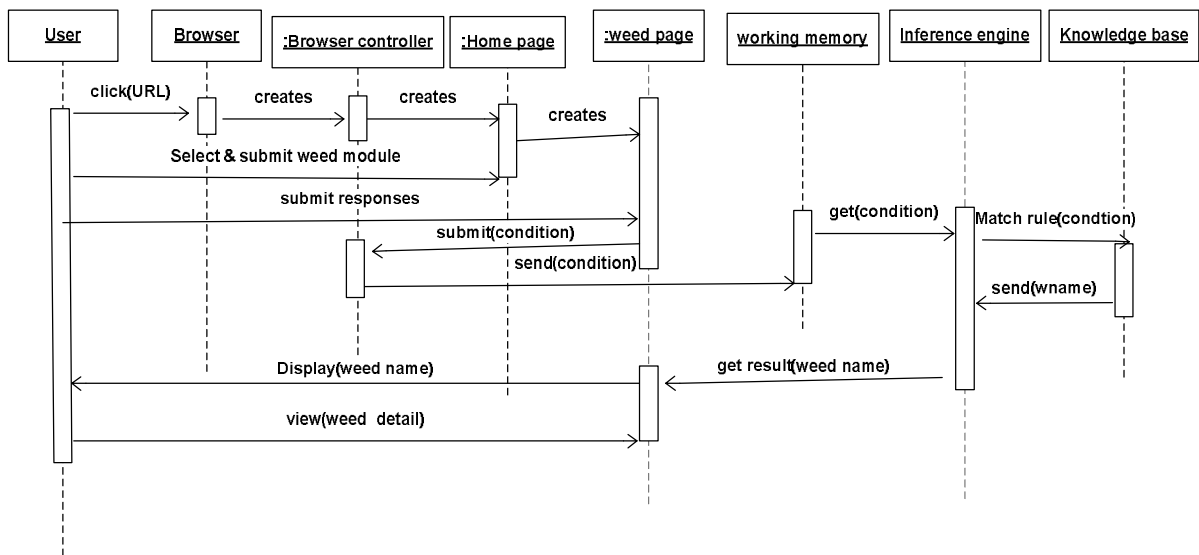 User
Browser
:Browser controller
:Home page
:weed page
working memory
Inference engine
Knowledge base
click(URL)
creates
creates
creates
Select & submit weed module
submit responses
get(condition)
Match rule(condtion)
submit(condition)
send(condition)
send(wname)
Display(weed name)
get result(weed name)
view(weed detail)